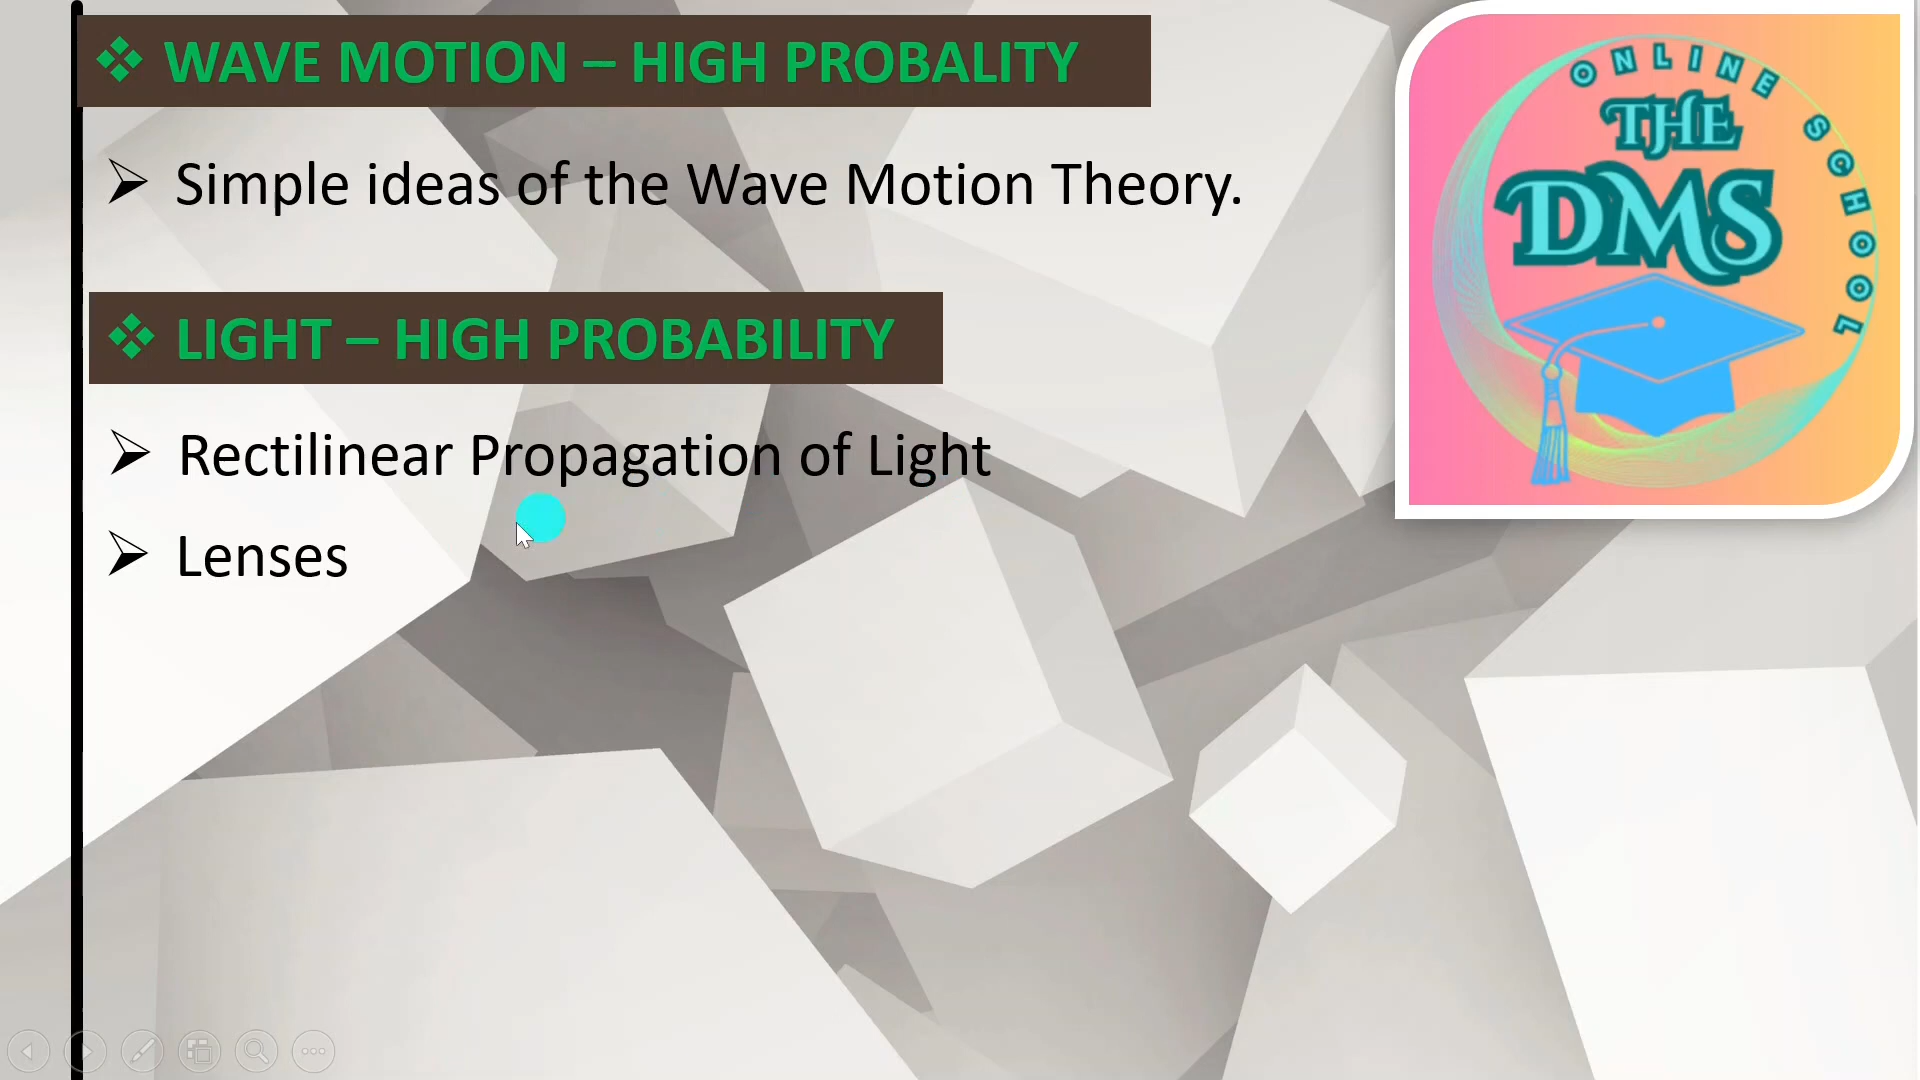 ❖ WAVE MOTION – HIGH PROBALITY
➢ Simple ideas of the Wave Motion Theory.
❖ LIGHT – HIGH PROBABILITY
➢ Rectilinear Propagation of Light
➢ Lenses
ONLINE SCHOOL
THE
DMS